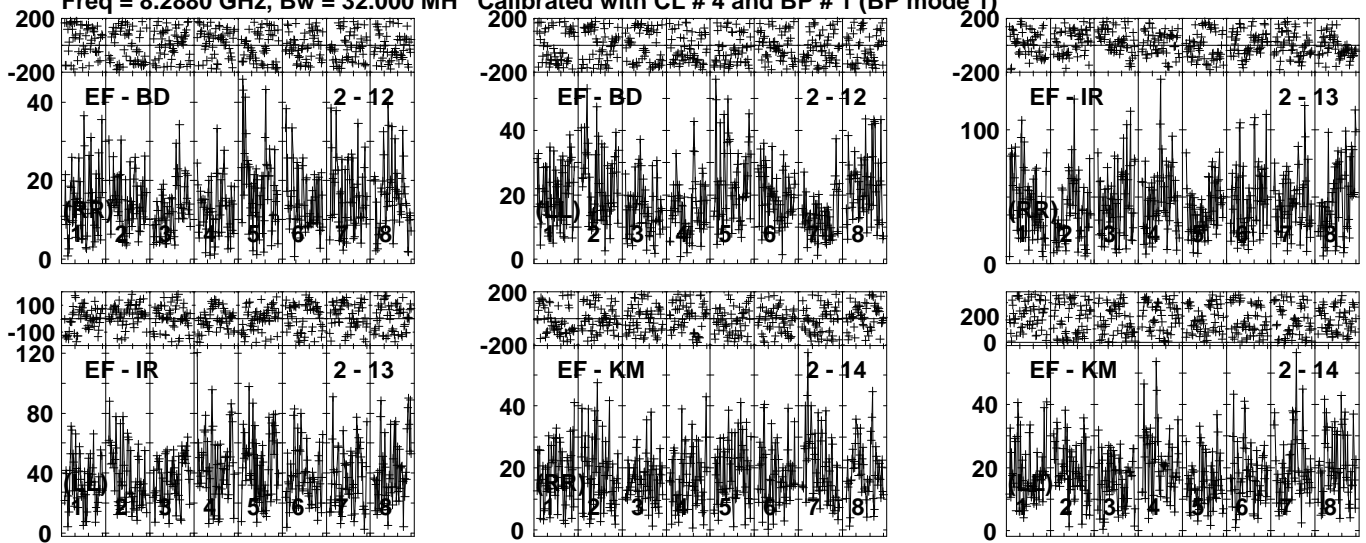 Freq = 8.2880 GHz, Bw = 32.000 MH Calibrated with CL # 4 and BP # 1 (BP mode 1)
200
-200
EF - BD 2 - 12
40
20
0
(RR)
1 2 3 4 5 6 7 8
200
-200
EF - BD 2 - 12
40
20
0
(LL)
1 2 3 4 5 6 7 8
200
-200
EF - IR 2 - 13
100
0
(RR)
1 2 3 4 5 6 7 8
100
-100
120
EF - IR 2 - 13
80
40
0
(LL)
1 2 3 4 5 6 7 8
200
-200
EF - KM 2 - 14
40
20
0
(RR)
1 2 3 4 5 6 7 8
200
0
EF - KM 2 - 14
40
20
0
(LL)
1 2 3 4 5 6 7 8